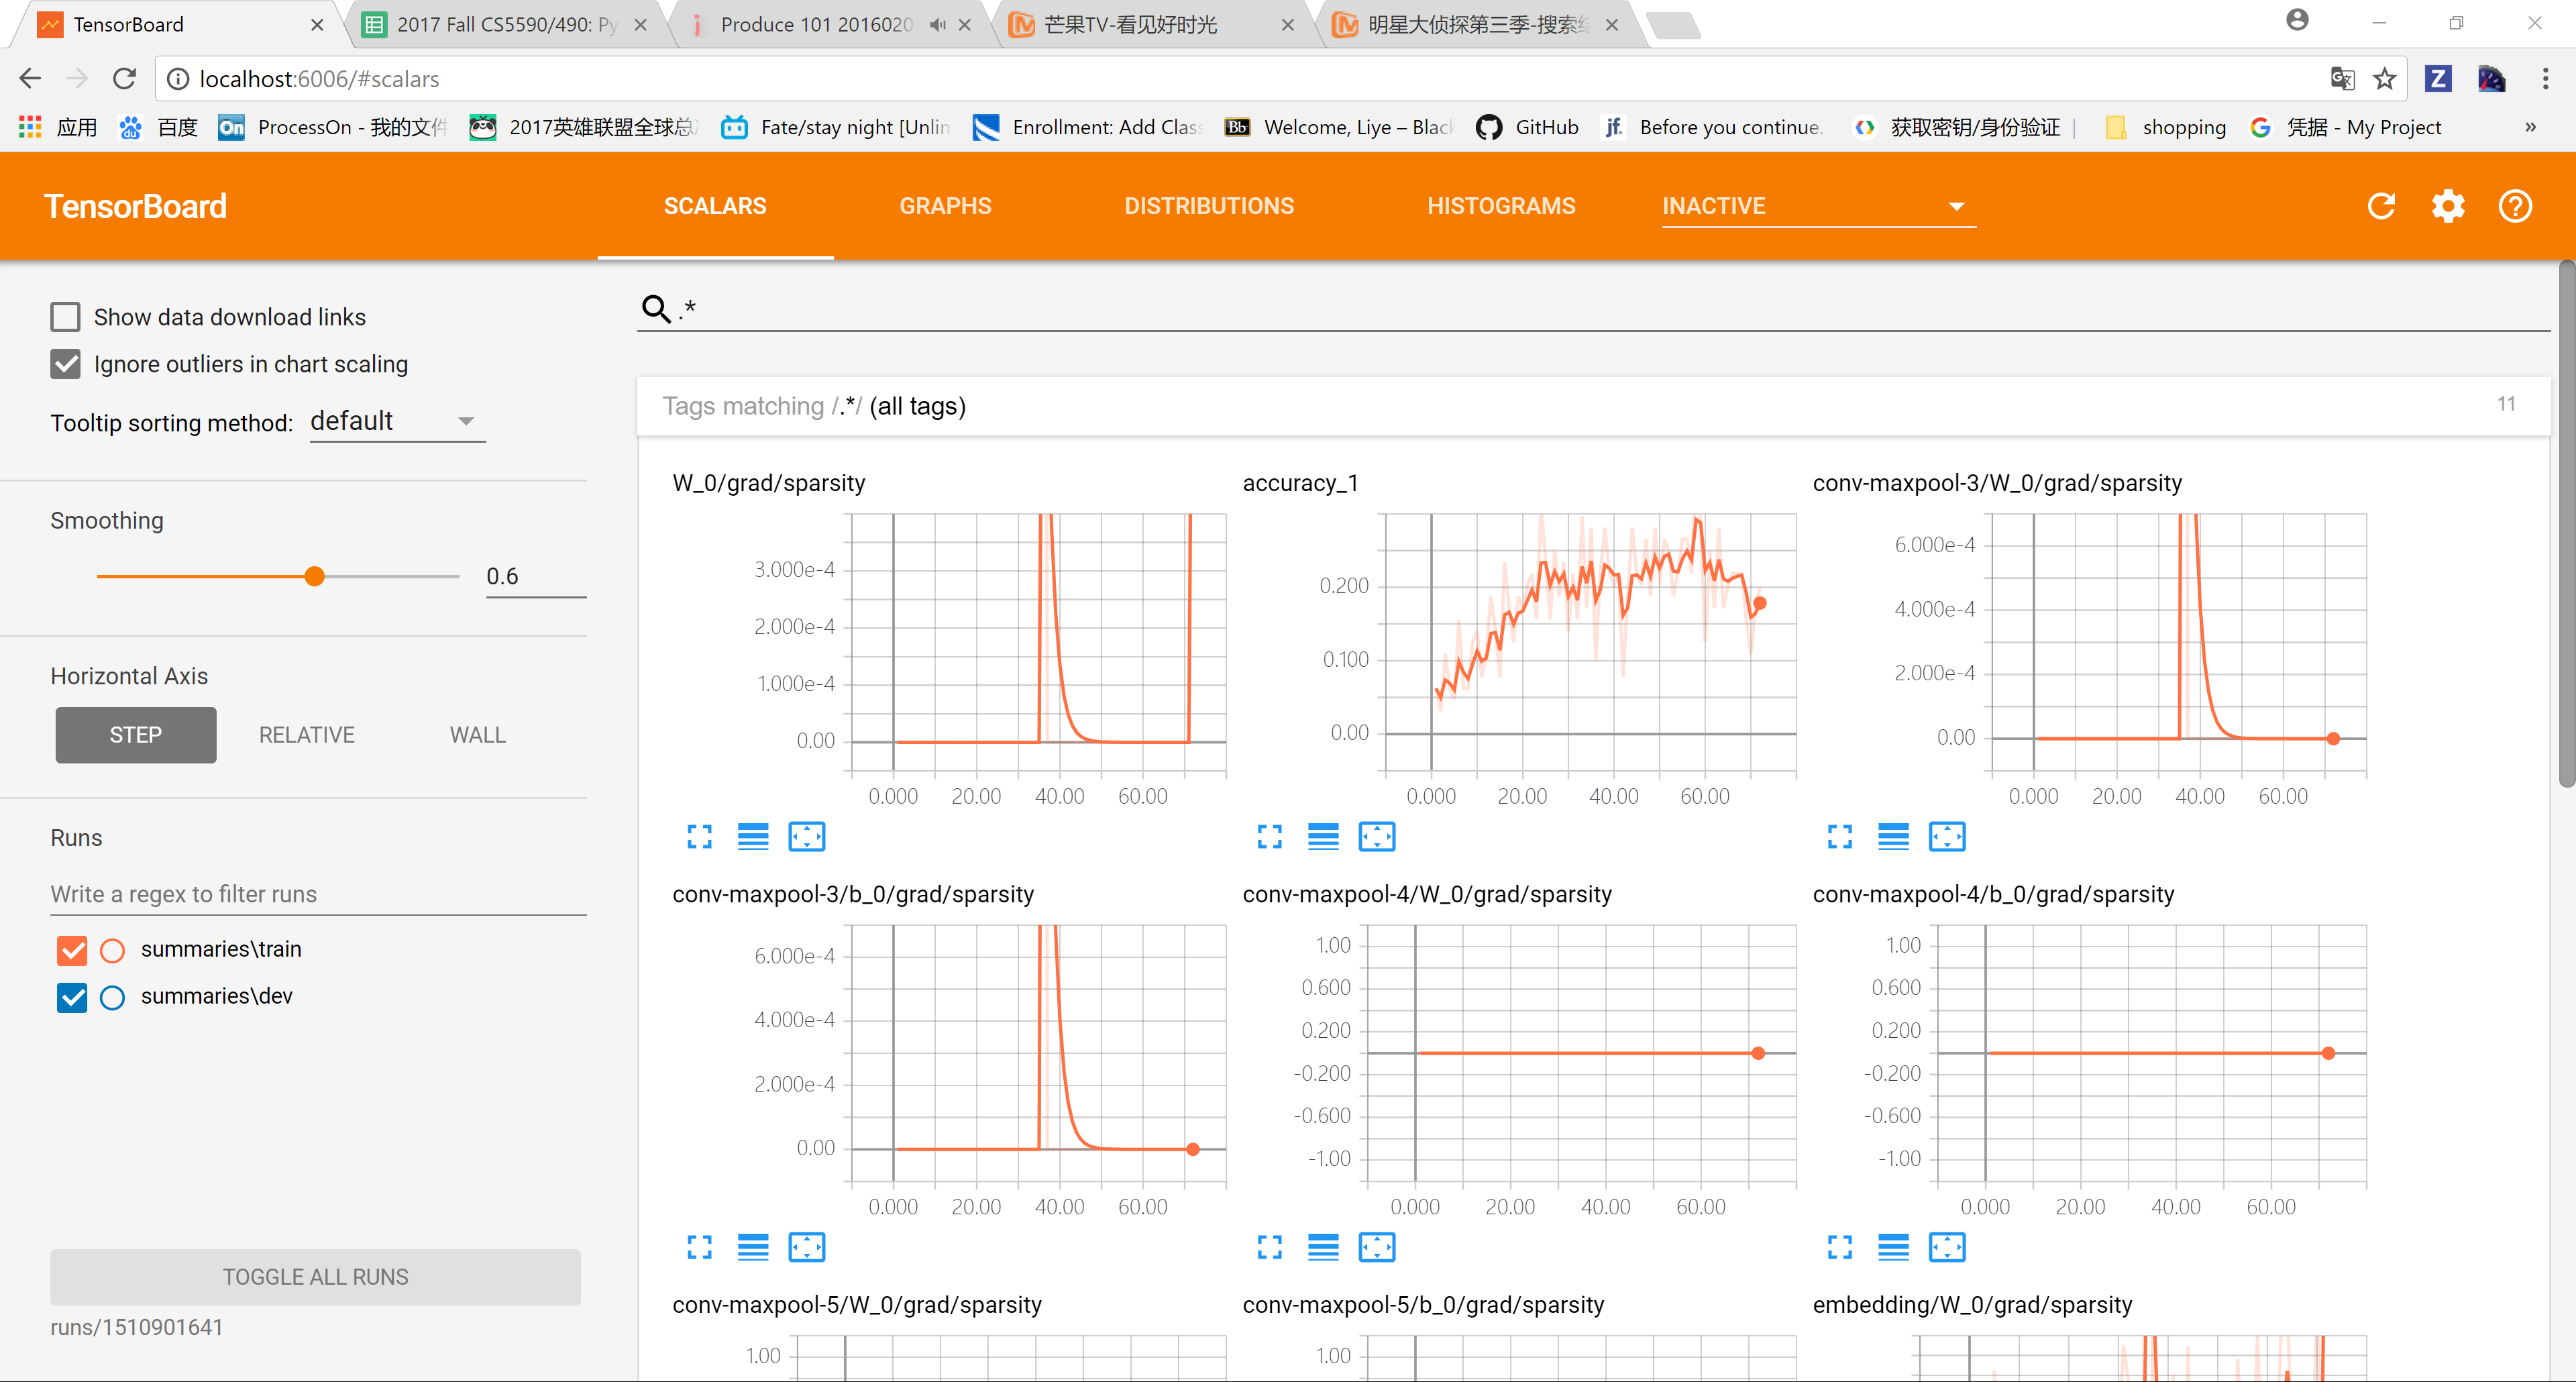 TensorBoard
2017 Fall CS5590/490: Py
Produce 101 2016020
芒果TV-看见好时光
明星大侦探第三季-搜索结
localhost:6006/#scalars
应用
百度
ProcessOn - 我的文件
2017英雄联盟全球总
Fate/stay night [Unlim
Enrollment: Add Class
Bb
Welcome, Liye – Black
GitHub
jf.
Before you continue.
获取密钥/身份验证 |
shopping
凭据 - My Project
»
TensorBoard
SCALARS
GRAPHS
DISTRIBUTIONS
HISTOGRAMS
INACTIVE
Show data download links
Ignore outliers in chart scaling
Tooltip sorting method: default
Smoothing
0.6
Horizontal Axis
STEP
RELATIVE
WALL
Runs
Write a regex to filter runs
summaries\train
summaries\dev
TOGGLE ALL RUNS
runs/1510901641
.*
Tags matching /.*/ (all tags)
11
W_0/grad/sparsity
3.000e-4
2.000e-4
1.000e-4
0.00
0.000 20.00 40.00 60.00
accuracy_1
0.200
0.100
0.00
0.000 20.00 40.00 60.00
conv-maxpool-3/W_0/grad/sparsity
6.000e-4
4.000e-4
2.000e-4
0.00
0.000 20.00 40.00 60.00
conv-maxpool-3/b_0/grad/sparsity
6.000e-4
4.000e-4
2.000e-4
0.00
0.000 20.00 40.00 60.00
conv-maxpool-4/W_0/grad/sparsity
1.00
0.600
0.200
-0.200
-0.600
-1.00
0.000 20.00 40.00 60.00
conv-maxpool-4/b_0/grad/sparsity
1.00
0.600
0.200
-0.200
-0.600
-1.00
0.000 20.00 40.00 60.00
conv-maxpool-5/W_0/grad/sparsity
1.00
conv-maxpool-5/b_0/grad/sparsity
1.00
embedding/W_0/grad/sparsity